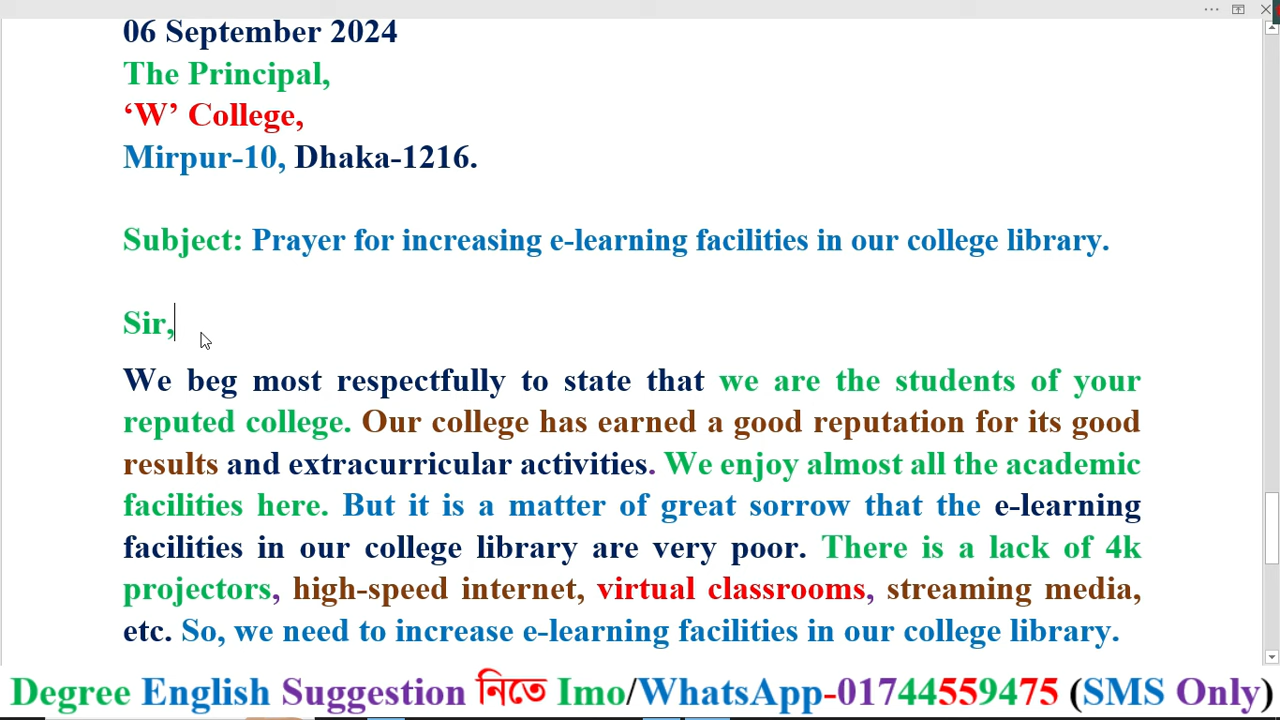 06 September 2024
The Principal,
‘W’ College,
Mirpur-10, Dhaka-1216.
Subject: Prayer for increasing e-learning facilities in our college library.
Sir,
We beg most respectfully to state that we are the students of your
reputed college. Our college has earned a good reputation for its good
results and extracurricular activities. We enjoy almost all the academic
facilities here. But it is a matter of great sorrow that the e-learning
facilities in our college library are very poor. There is a lack of 4k
projectors, high-speed internet, virtual classrooms, streaming media,
etc. So, we need to increase e-learning facilities in our college library.
Degree English Suggestion নিতে Imo/WhatsApp-01744559475 (SMS Only)